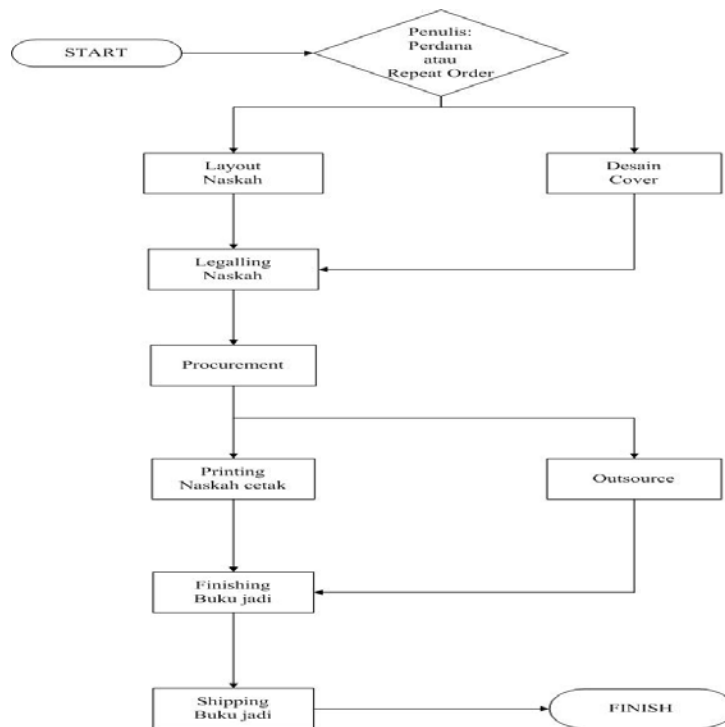 START
Penulis:
Perdana
atau
Repeat Order
Layout
Naskah
Desain
Cover
Legalling
Naskah
Procurement
Printing
Naskah cetak
Outsource
Finishing
Buku jadi
Shipping
Buku jadi
FINISH